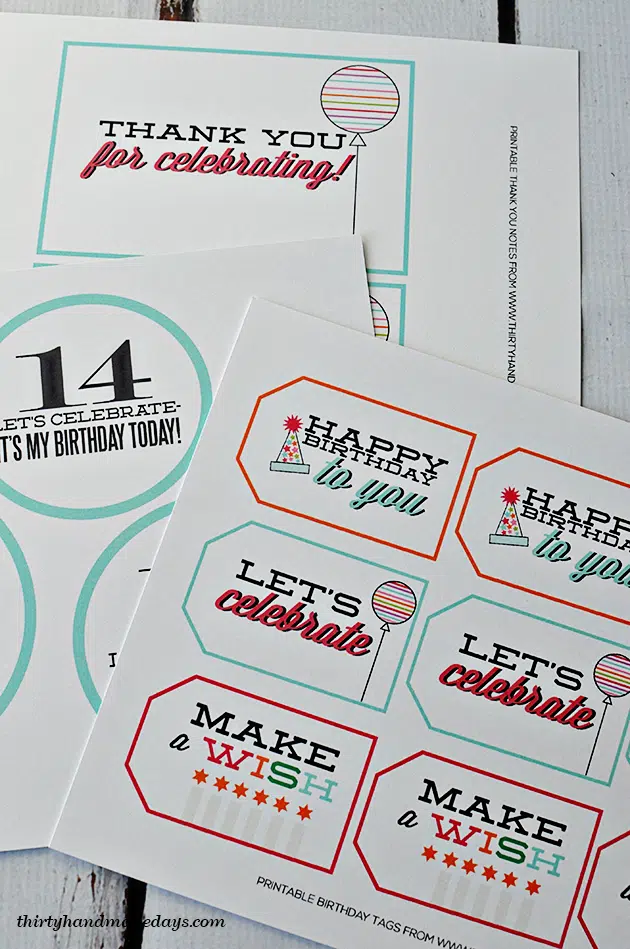 THANK YOU
for celebrating!
PRINTABLE THANK YOU NOTES FROM WWW.THIRTYHAND
14
LET'S CELEBRATE-
IT'S MY BIRTHDAY TODAY!
J
HAPPY
BIRTHDAY
to you
HAPPY
BIRTHDA
to you
LET'S
celebrate
LET'S
celebrate
MAKE
a WISH
MAKE
a WISH
PRINTABLE BIRTHDAY TAGS FROM WWW
thirtyhandmadedays.com